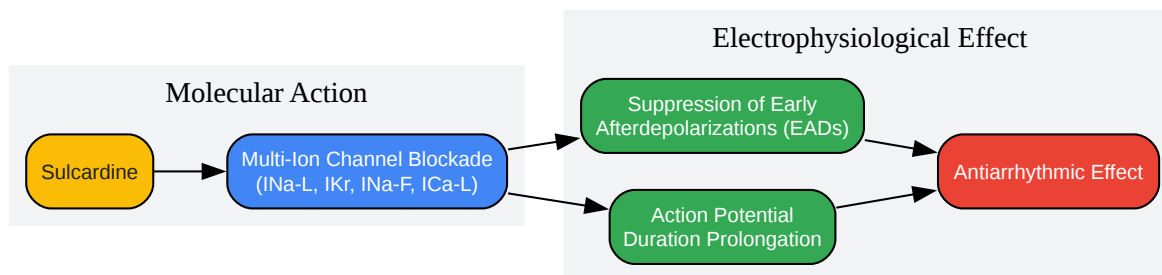 Electrophysiological Effect
Molecular Action
Suppression of Early
Afterdepolarizations (EADs)
Sulcardine
Multi-Ion Channel Blockade
(INa-L, IKr, INa-F, ICa-L)
Antiarrhythmic Effect
Action Potential
Duration Prolongation